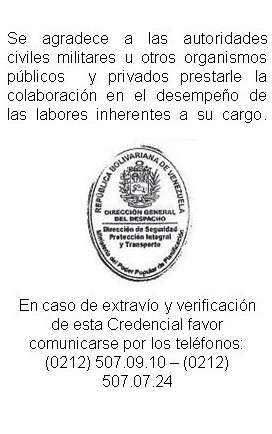 Se agradece a las autoridades
civiles militares u otros organismos
públicos y privados prestarle la
colaboración en el desempeño de
las labores inherentes a su cargo.
REPÚBLICA BOLIVARIANA DE VENEZUELA
DIRECCIÓN GENERAL
DEL DESPACHO
Dirección de Seguridad
Protección Integral
y Transporte
Ministerio del Poder Popular de Planificación
En caso de extravío y verificación
de esta Credencial favor
comunicarse por los teléfonos:
(0212) 507.09.10 – (0212)
507.07.24